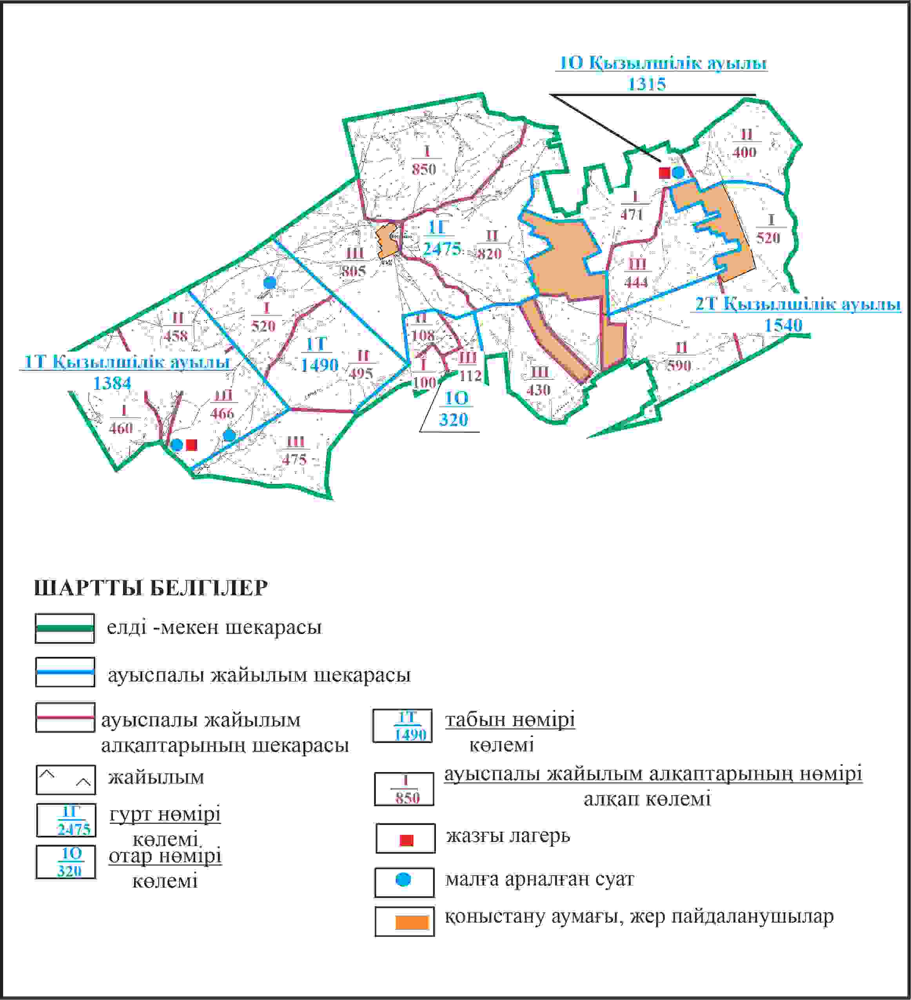 1О Қызылшілік ауылы
1315
II
400
I
850
I
471
I
520
1Г
2475
II
820
III
805
III
444
2Т Қызылшілік ауылы
1540
II
458
I
520
II
108
1Т
1490
II
495
I
100
III
112
III
430
II
590
1Т Қызылшілік ауылы
1384
III
466
I
460
1О
320
III
475
ШАРТТЫ БЕЛГІЛЕР
елді -мекен шекарасы
ауыспалы жайылым шекарасы
ауыспалы жайылым
алқаптарының шекарасы
жайылым
1Г
2475
гурт нөмірі
көлемі
1О
320
отар нөмірі
көлемі
1Т
1490
табын нөмірі
көлемі
I
850
ауыспалы жайылым алқаптарының нөмірі
алқап көлемі
жазғы лагерь
малға арналған суат
қоныстану аумағы, жер пайдаланушылар